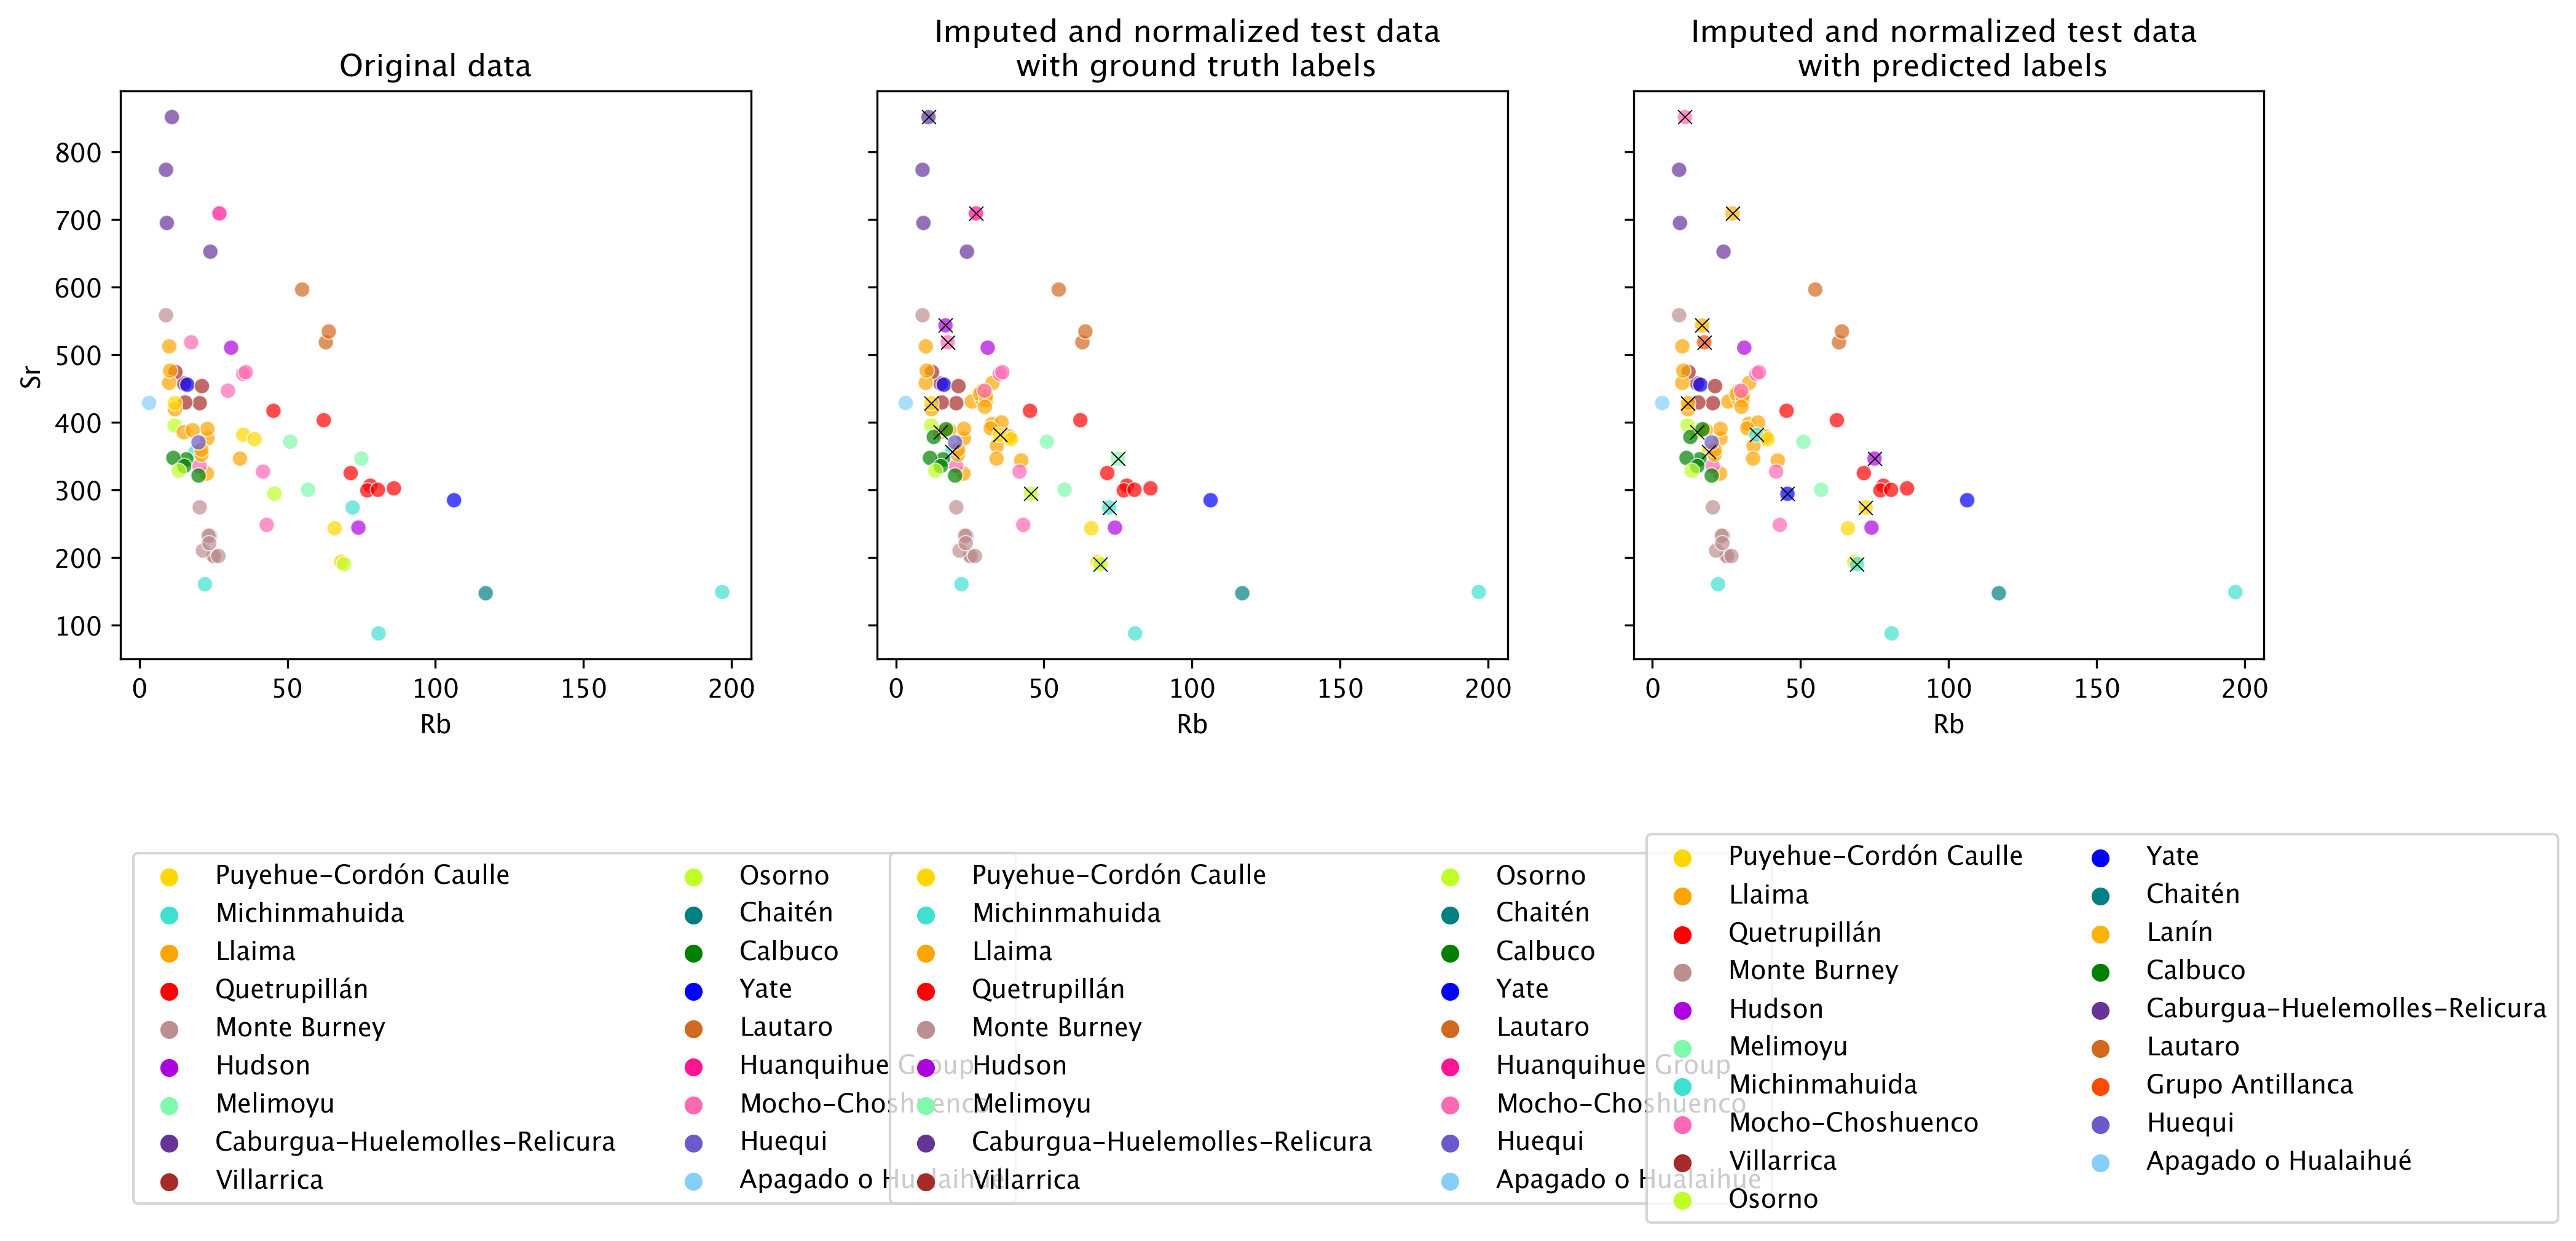 Original data
Imputed and normalized test data
with ground truth labels
Imputed and normalized test data
with predicted labels
Sr
800
700
600
500
400
300
200
100
0 50 100 150 200
0 50 100 150 200
0 50 100 150 200
Rb
Rb
Rb
Puyehue-Cordón Caulle
Michinmahuida
Llaima
Quetrupillán
Monte Burney
Hudson
Melimoyu
Caburgua-Huelemolles-Relicura
Villarrica
Osorno
Chaitén
Calbuco
Yate
Lautaro
Huanquihue Group
Mocho-Choshuenco
Huequi
Apagado o Hualaihue
Puyehue-Cordón Caulle
Michinmahuida
Llaima
Quetrupillán
Monte Burney
Hudson
Melimoyu
Caburgua-Huelemolles-Relicura
Villarrica
Osorno
Chaitén
Calbuco
Yate
Lautaro
Huanquihue Group
Mocho-Choshuenco
Huequi
Apagado o Hualaihue
Puyehue-Cordón Caulle
Llaima
Quetrupillán
Monte Burney
Hudson
Melimoyu
Michinmahuida
Mocho-Choshuenco
Villarrica
Osorno
Yate
Chaitén
Lanín
Calbuco
Caburgua-Huelemolles-Relicura
Lautaro
Grupo Antillanca
Huequi
Apagado o Hualaihué